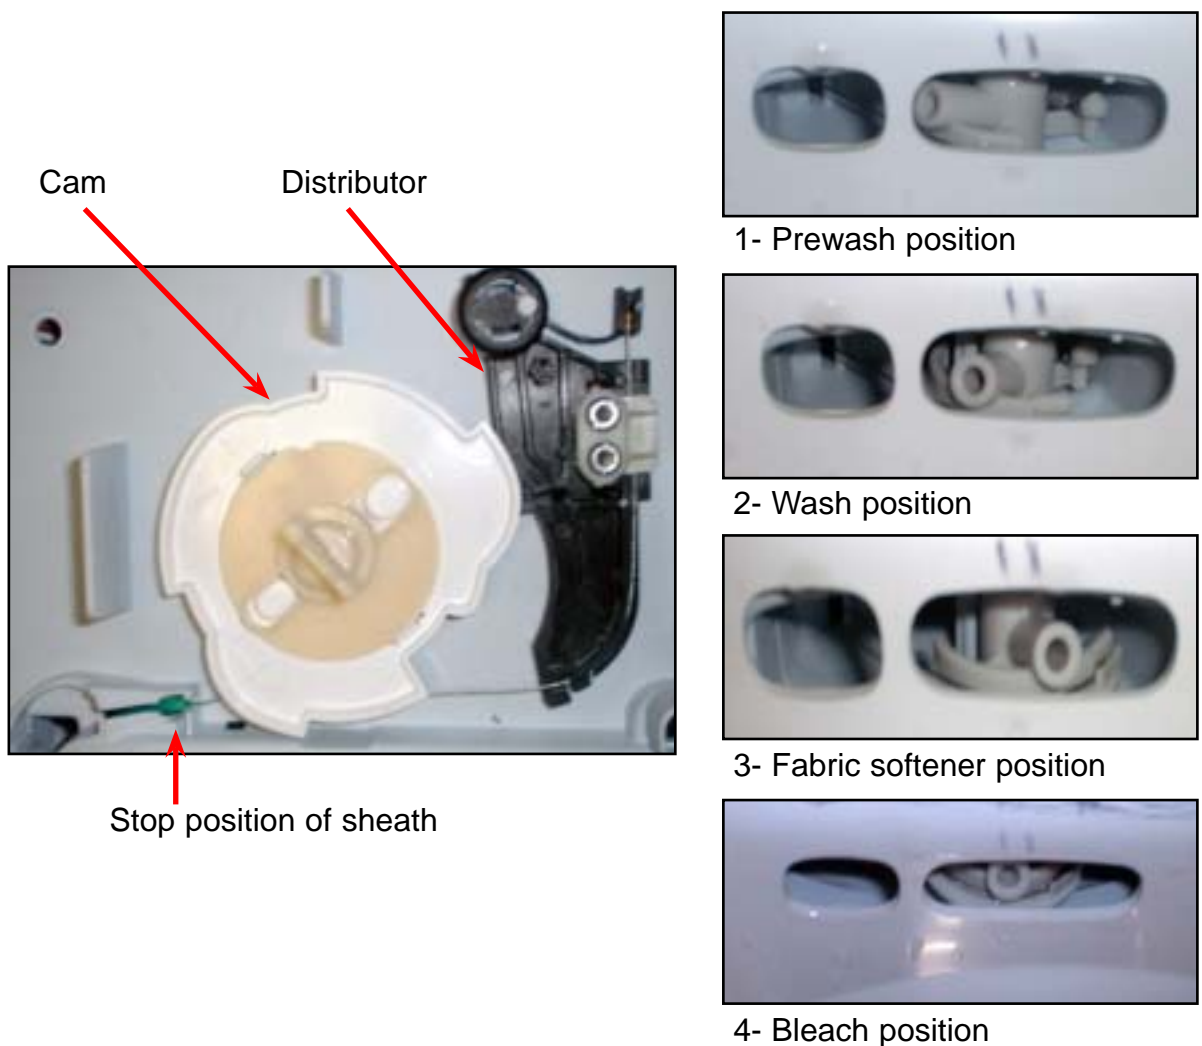 Cam
Distributor
Stop position of sheath
1- Prewash position
2- Wash position
3- Fabric softener position
4- Bleach position